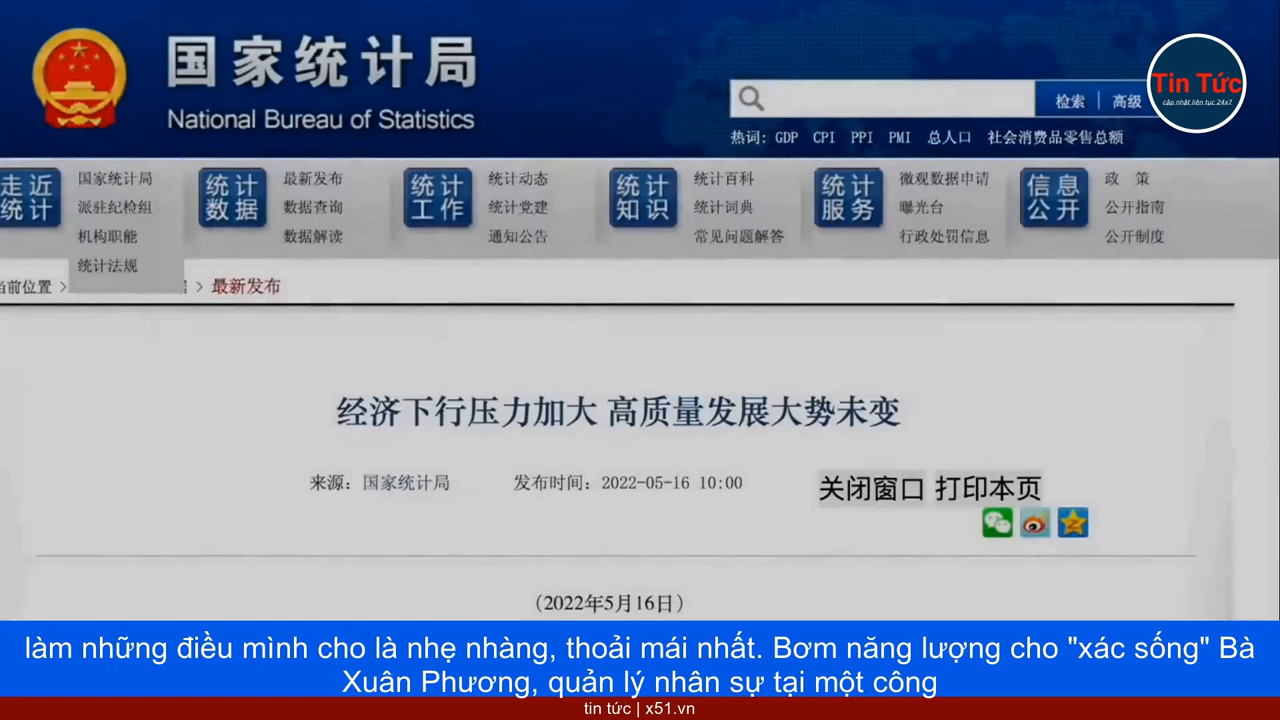 国家统计局
National Bureau of Statistics
检索 | 高级
Tin Tức
cập nhật liên tục 24x7
热词: GDP CPI PPI PMI 总人口 社会消费品零售总额
走近统计
国家统计局
派驻纪检组
机构职能
统计法规
统计数据
最新发布
数据查询
数据解读
统计工作
统计动态
统计党建
通知公告
统计知识
统计百科
统计词典
常见问题解答
统计服务
微观数据申请
曝光台
行政处罚信息
信息公开
政 策
公开指南
公开制度
当前位置 > > 最新发布
经济下行压力加大 高质量发展大势未变
来源：国家统计局 发布时间：2022-05-16 10:00 关闭窗口 打印本页
（2022年5月16日）
làm những điều mình cho là nhẹ nhàng, thoải mái nhất. Bơm năng lượng cho "xác sống" Bà
Xuân Phương, quản lý nhân sự tại một công
tin tức | x51.vn